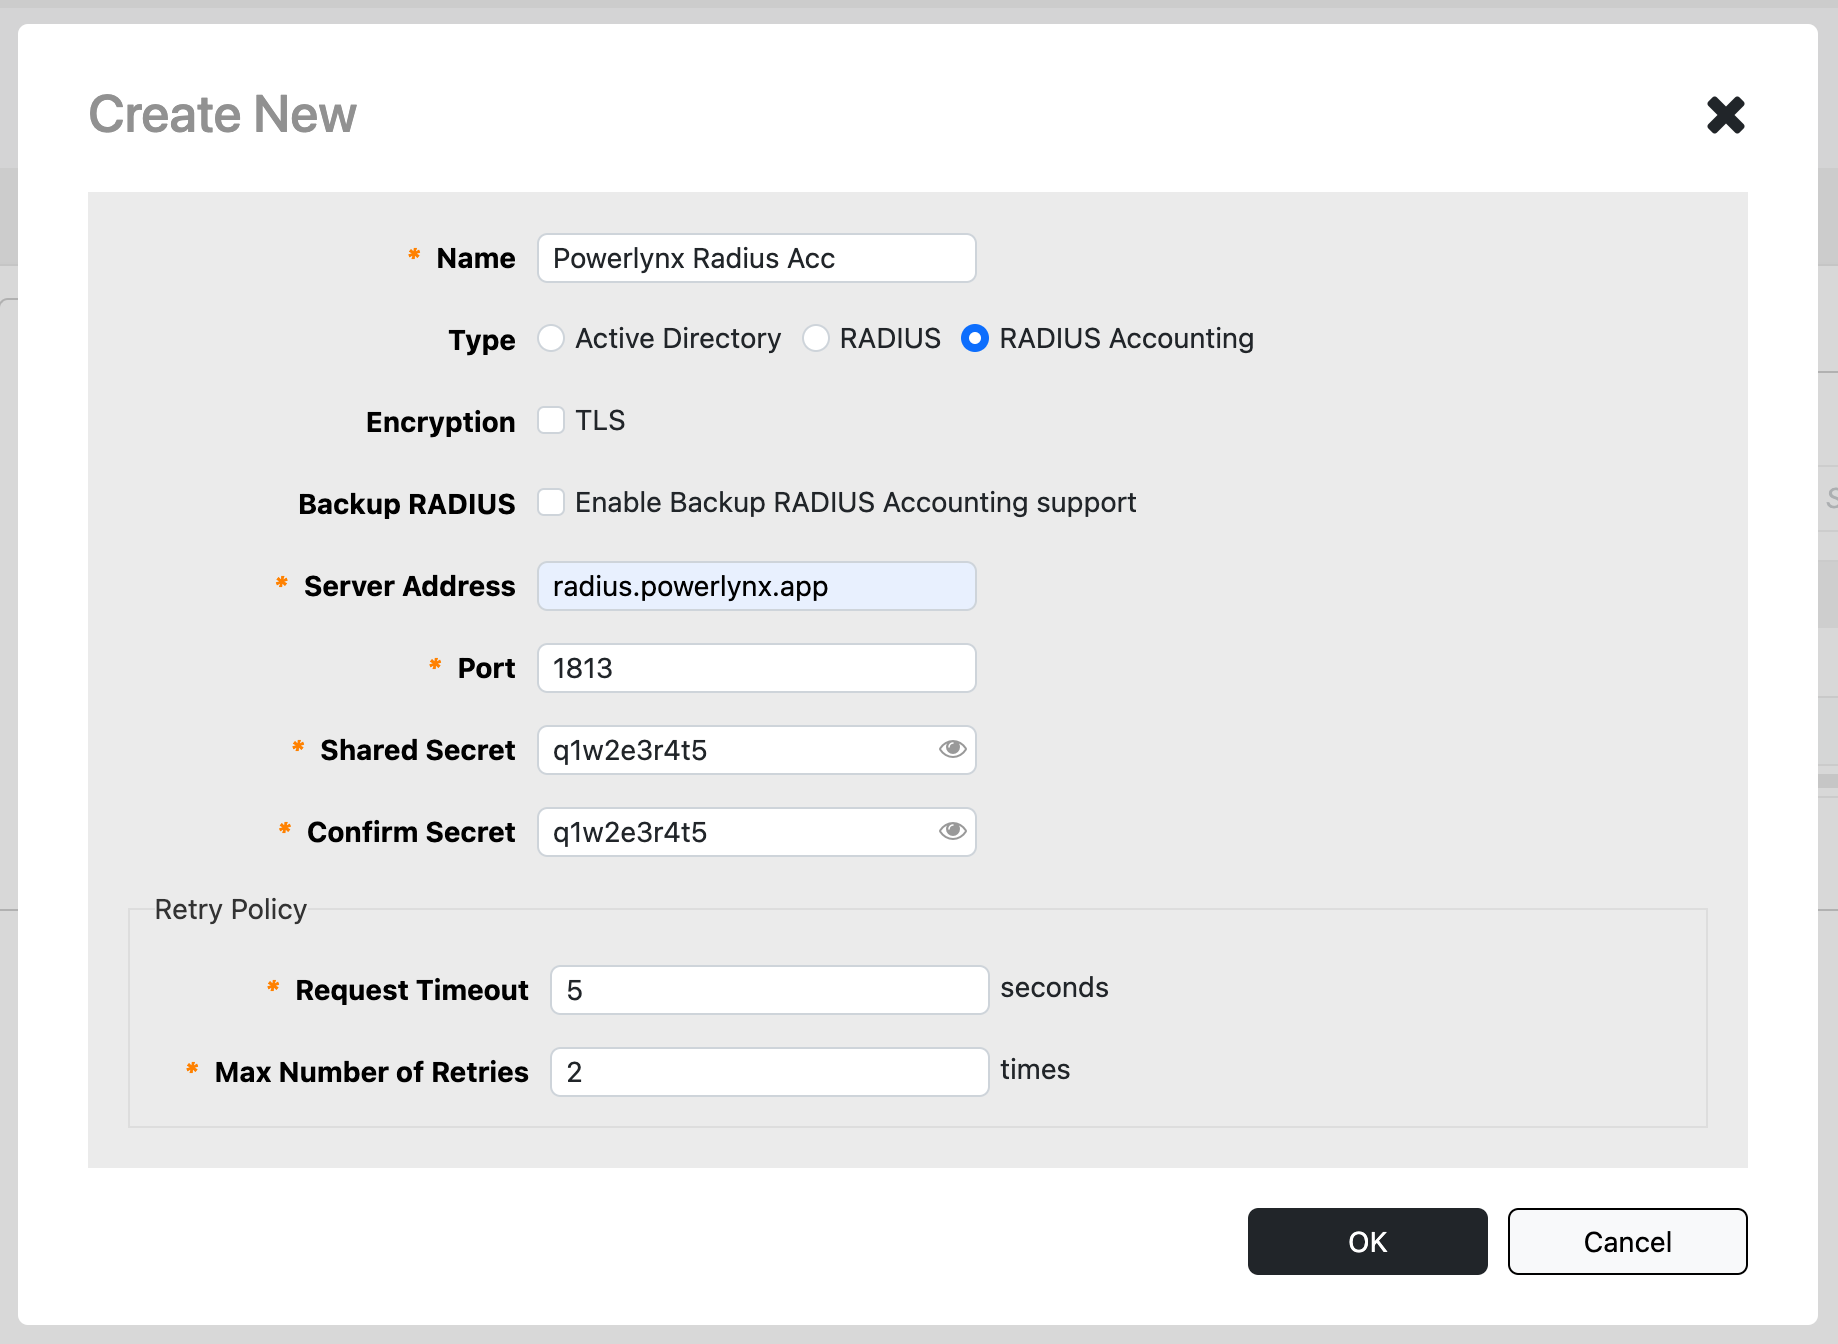 Create New
* Name Powerlynx Radius Acc
Type Active Directory RADIUS RADIUS Accounting
Encryption TLS
Backup RADIUS Enable Backup RADIUS Accounting support
* Server Address radius.powerlynx.app
* Port 1813
* Shared Secret q1w2e3r4t5
* Confirm Secret q1w2e3r4t5
Retry Policy
* Request Timeout 5 seconds
* Max Number of Retries 2 times
OK Cancel